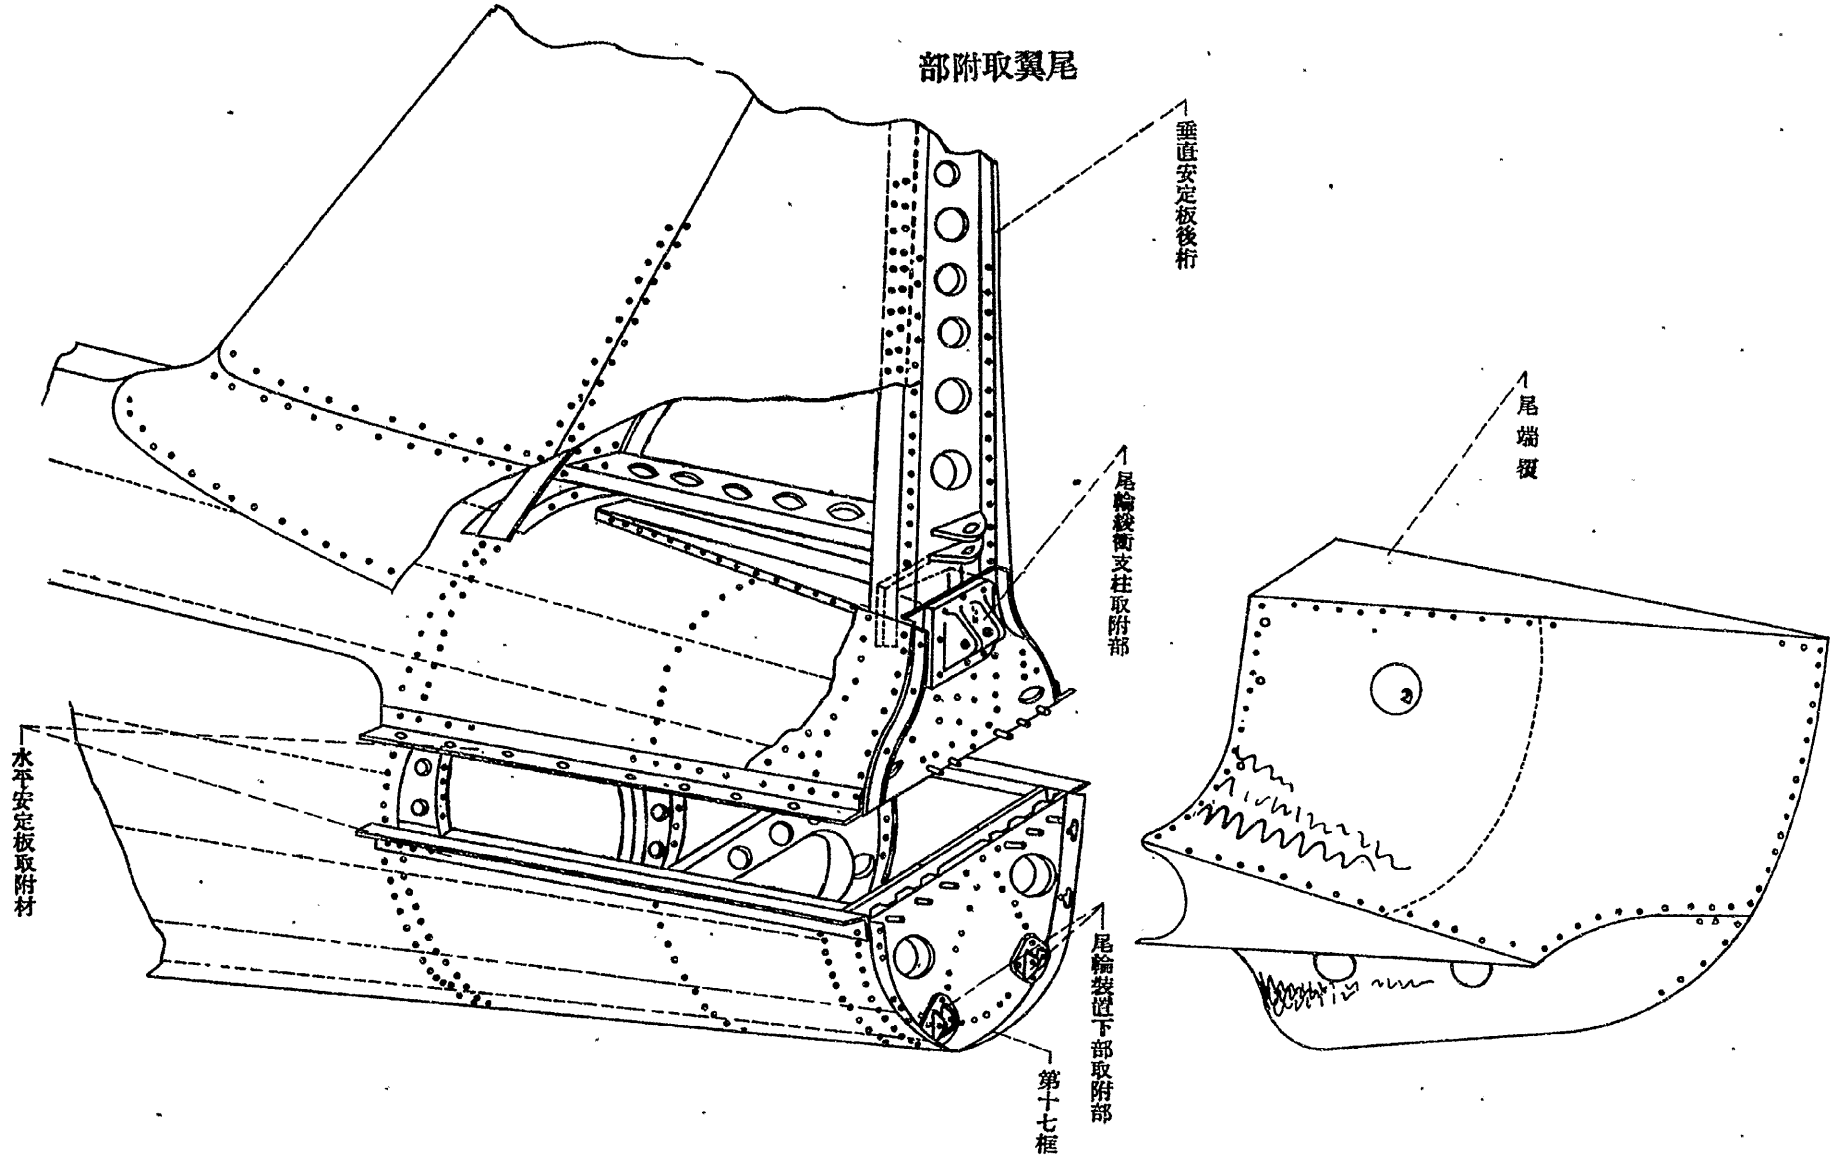 尾翼取附部
垂直安定板後桁
尾端覆
尾輪緩衝支柱取附部
尾輪装置下部取附部
第十七框
水平安定板取附材